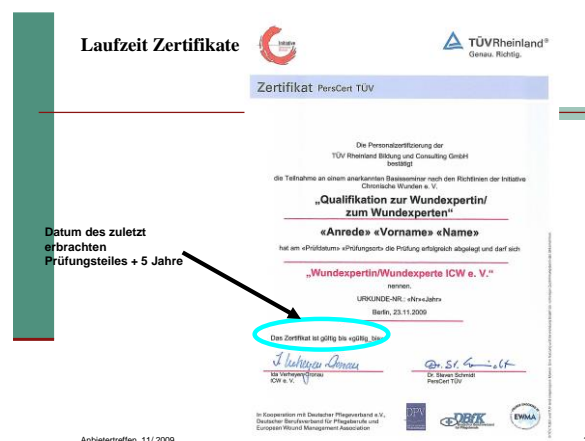 Laufzeit Zertifikate
Initiative
TÜVRheinland®
Genau. Richtig.
Zertifikat PersCert TÜV
Die Personalzertifizierung der
TÜV Rheinland Bildung und Consulting GmbH
bestätigt
die Teilnahme an einem anerkannten Basisseminar nach den Richtlinien der Initiative
Chronische Wunden e. V.
„Qualifikation zur Wundexpertin/
zum Wundexperten"
«Anrede» «Vorname» «Name»
hat am «Prüfdatum» «Prüfungsort» die Prüfung erfolgreich abgelegt und darf sich
„Wundexpertin/Wundexperte ICW e. V."
nennen.
URKUNDE-NR.: «Nr»«Jahr»
Berlin, 23.11.2009
Datum des zuletzt
erbrachten
Prüfungsteiles + 5 Jahre
Das Zertifikat ist gültig bis «gültig_bis»
Ida Verheyen-Cronau
ICW e. V.
Dr. Steven Schmidt
PersCert TÜV
In Kooperation mit Deutscher Pflegeverband e.V.,
Deutscher Berufsverband für Pflegeberufe und
European Wound Management Association
DPV
DBfK
EWMA
Anbietertreffen 11/ 2009